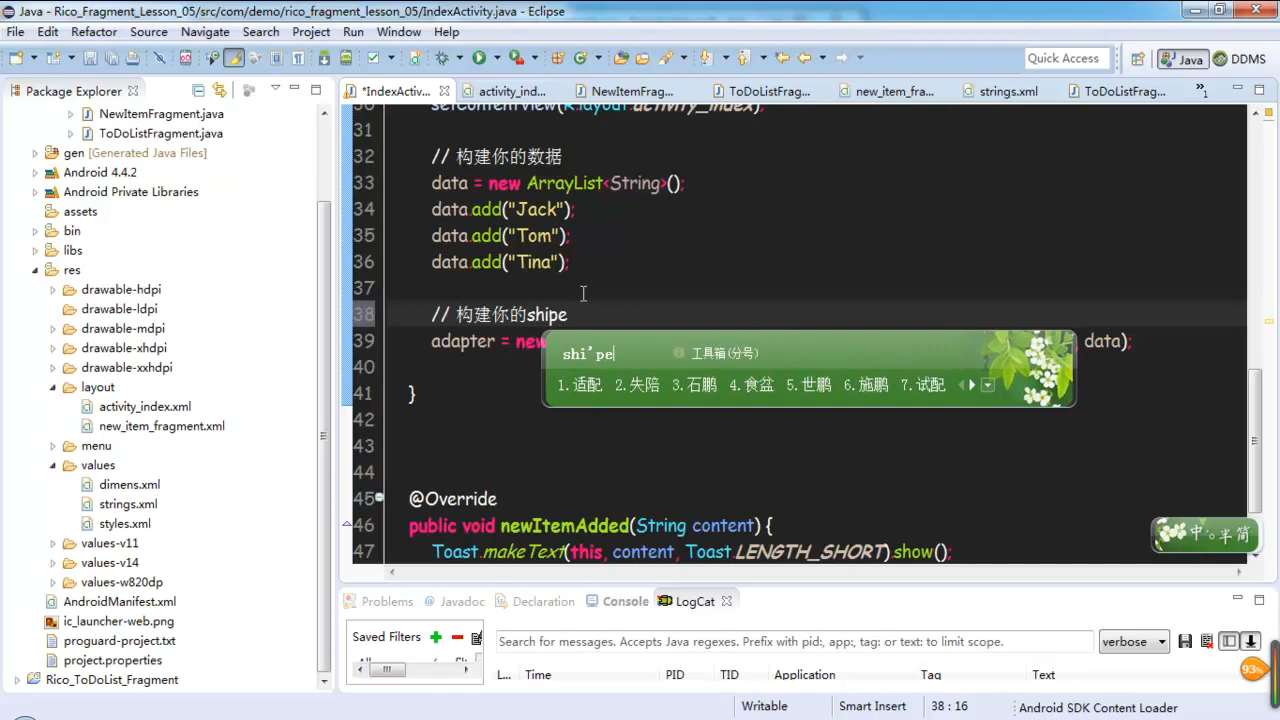 Java - Rico_Fragment_Lesson_05/src/com/demo/rico_fragment_lesson_05/IndexActivity.java - Eclipse
File Edit Refactor Source Navigate Search Project Run Window Help
Quick Access Java DDMS
Package Explorer
*IndexActiv... activity_ind... NewItemFrag... ToDoListFrag... new_item_fra... strings.xml ToDoListFrag... »1
NewItemFragment.java
ToDoListFragment.java
gen [Generated Java Files]
Android 4.4.2
Android Private Libraries
assets
bin
libs
res
drawable-hdpi
drawable-ldpi
drawable-mdpi
drawable-xhdpi
drawable-xxhdpi
layout
activity_index.xml
new_item_fragment.xml
menu
values
dimens.xml
strings.xml
styles.xml
values-v11
values-v14
values-w820dp
AndroidManifest.xml
ic_launcher-web.png
proguard-project.txt
project.properties
Rico_ToDoList_Fragment
30 setContentView(R.layout.activity_index);
31
32 // 构建你的数据
33 data = new ArrayList<String>();
34 data.add("Jack");
35 data.add("Tom");
36 data.add("Tina");
37
38 // 构建你的shipe
39 adapter = new data);
40
41 }
42
43
44
45 @Override
46 public void newItemAdded(String content) {
47 Toast.makeText(this, content, Toast.LENGTH_SHORT).show();
shi'pe 工具箱(分号)
1.适配 2.失陪 3.石鹏 4.食盆 5.世鹏 6.施鹏 7.试配
中 半 简
Problems Javadoc Declaration Console LogCat
Saved Filters
Search for messages. Accepts Java regexes. Prefix with pid:, app:, tag: or text: to limit scope.
verbose
L... Time PID TID Application Tag Text
93%
Writable Smart Insert 38 : 16 Android SDK Content Loader